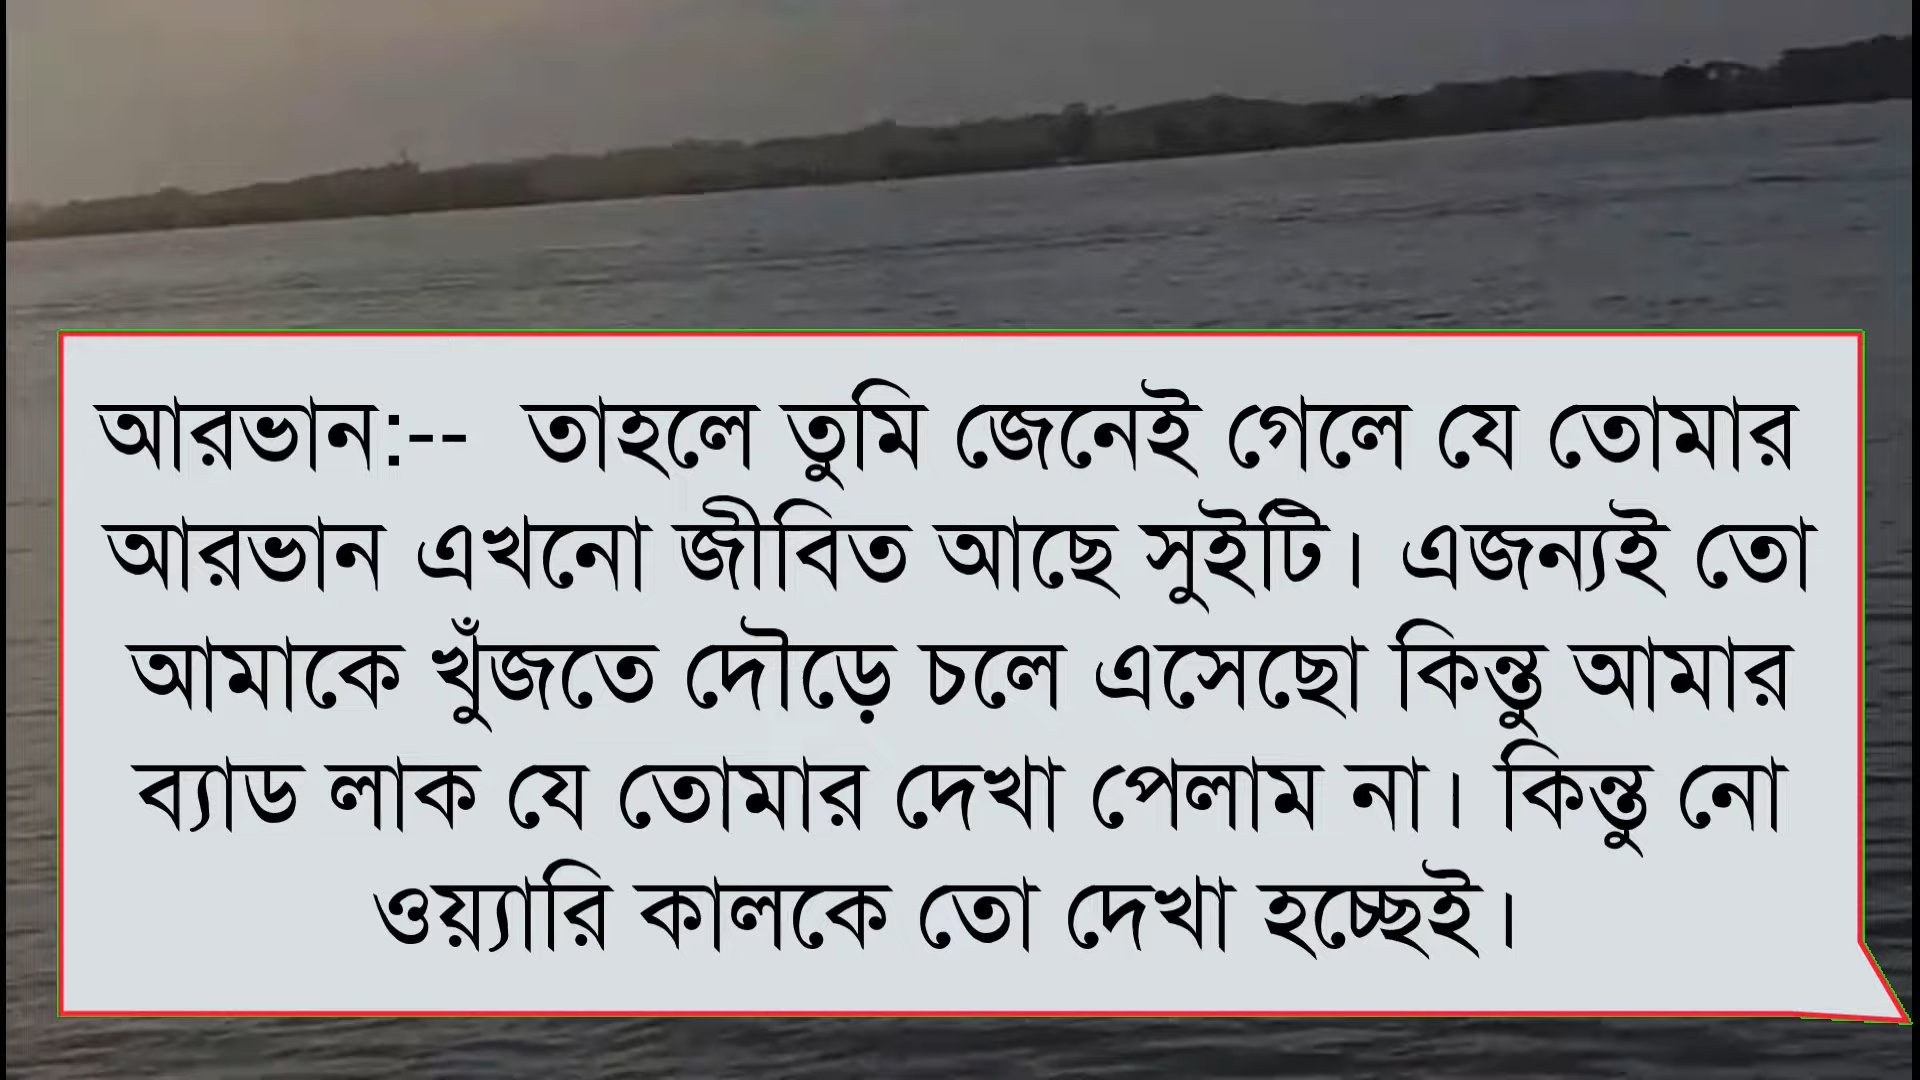 আরভান:--  তাহলে তুমি জেনেই গেলে যে তোমার
আরভান এখনো জীবিত আছে সুইটি। এজন্যই তো
আমাকে খুঁজতে দৌড়ে চলে এসেছো কিন্তু আমার
ব্যাড লাক যে তোমার দেখা পেলাম না। কিন্তু নো
ওয়্যারি কালকে তো দেখা হচ্ছেই।